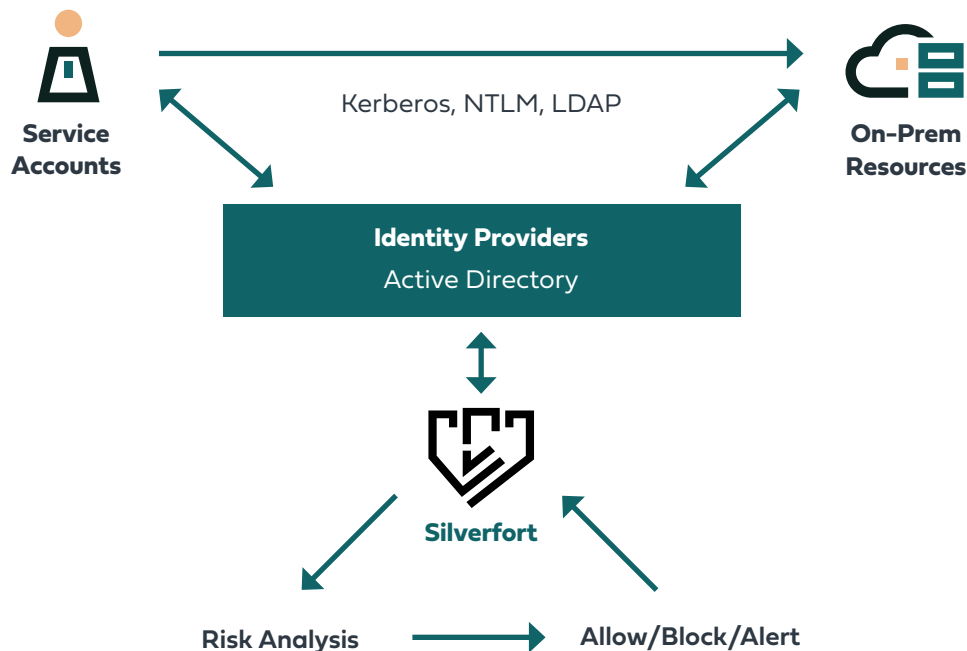 Kerberos, NTLM, LDAP
Service
Accounts
On-Prem
Resources
Identity Providers
Active Directory
Silverfort
Risk Analysis
Allow/Block/Alert